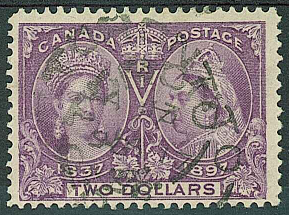 CANADA POSTAGE
V R I
1837 1897
TWO DOLLARS